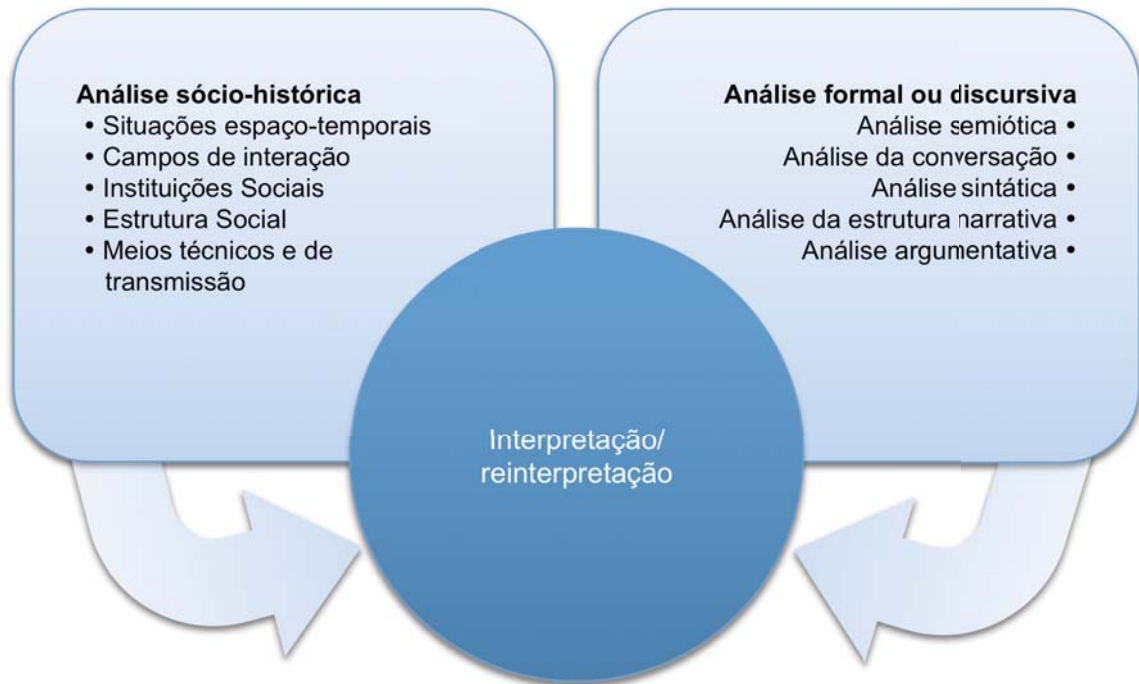 Análise sócio-histórica
• Situações espaço-temporais
• Campos de interação
• Instituições Sociais
• Estrutura Social
• Meios técnicos e de
transmissão
Análise formal ou discursiva
Análise semiótica •
Análise da conversação •
Análise sintática •
Análise da estrutura narrativa •
Análise argumentativa •
Interpretação/
reinterpretação